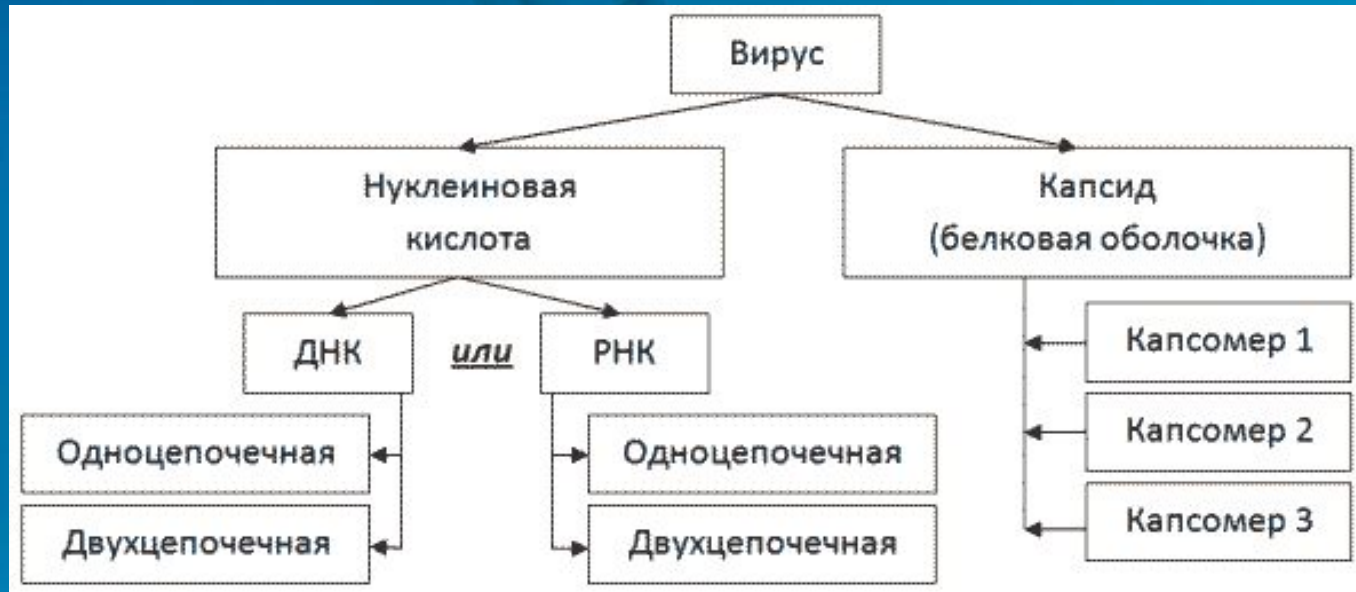 Вирус
Нуклеиновая
кислота
Капсид
(белковая оболочка)
ДНК
или
РНК
Одноцепочечная
Двухцепочечная
Одноцепочечная
Двухцепочечная
Капсомер 1
Капсомер 2
Капсомер 3